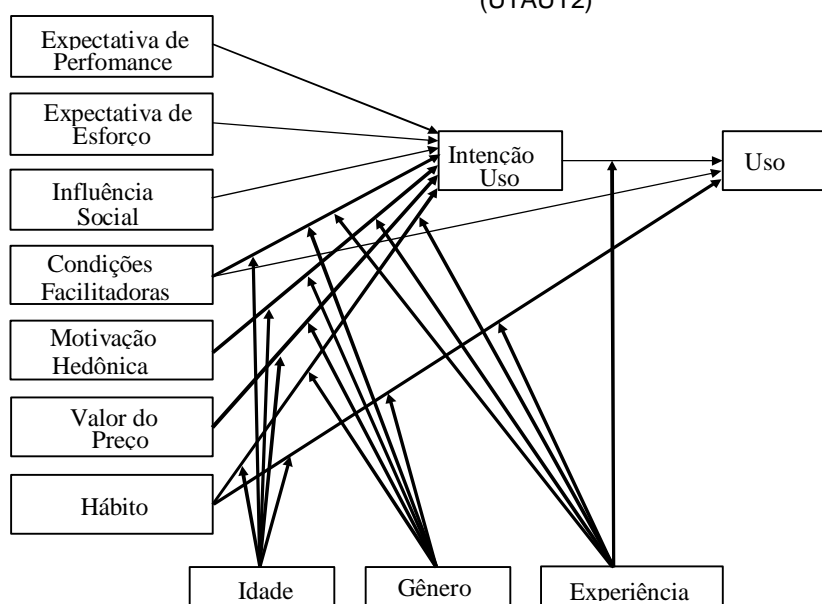 (UTAUT2)
Expectativa de
Perfomance
Expectativa de
Esforço
Influência
Social
Condições
Facilitadoras
Motivação
Hedônica
Valor do
Preço
Hábito
Intenção
Uso
Uso
Idade
Gênero
Experiência